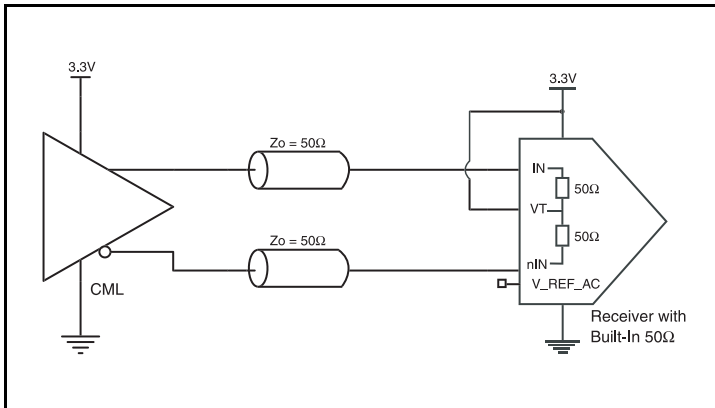 3.3V
3.3V
Zo = 50Ω
IN
50Ω
VT
50Ω
Zo = 50Ω
nIN
V_REF_AC
CML
Receiver with
Built-In 50Ω